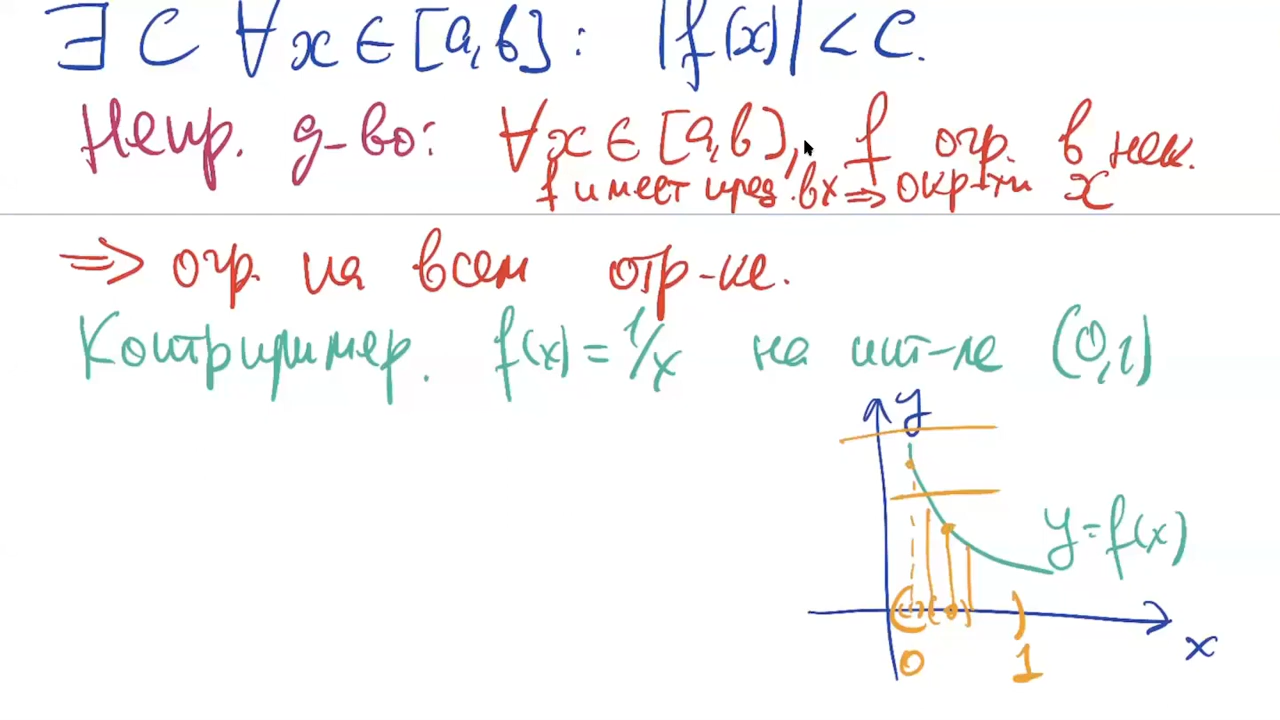 ∃ C ∀x ∈ [a,b]: |f(x)| < C.
Непр. д-во: ∀x ∈ [a,b], f огр. в нек.
f имеет пред. в x ⇒ окр-сти x
⇒ огр. на всем отр-ке.
Контрпример. f(x) = 1/x на инт-ле (0,1)
y
y=f(x)
0 1 x